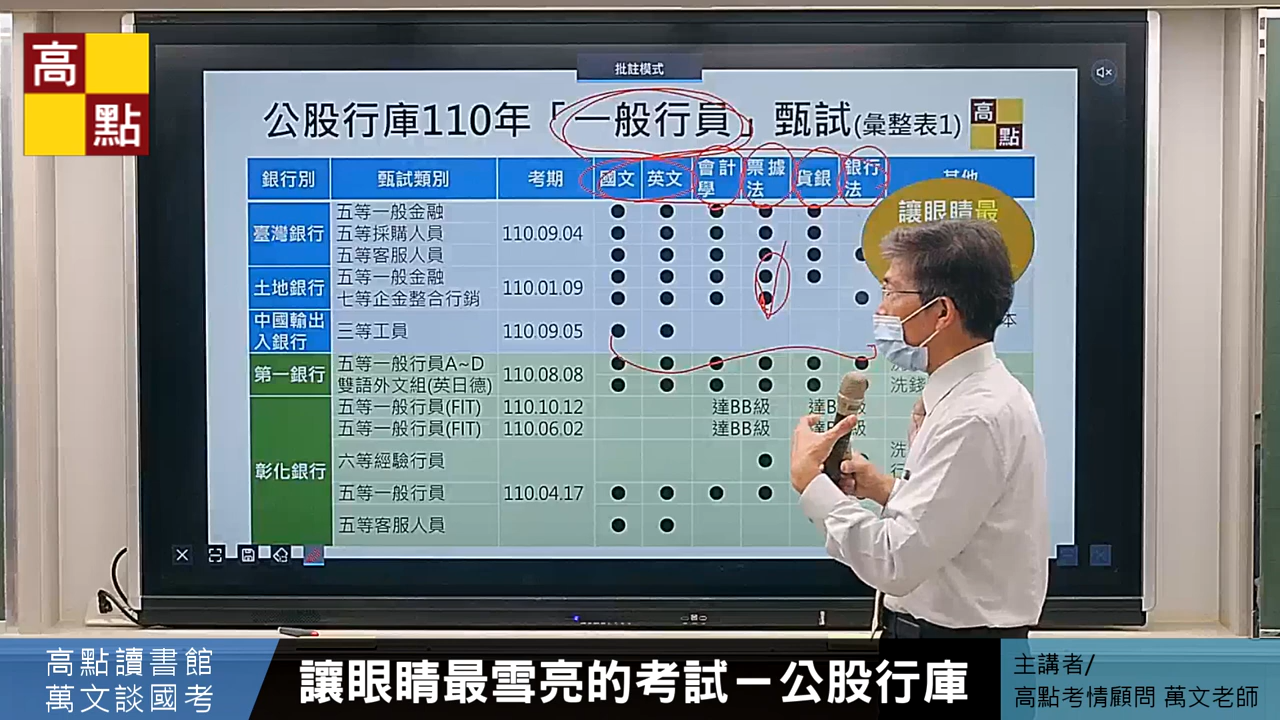 高
點
批註模式
公股行庫110年「一般行員」甄試(彙整表1)
高
點
銀行別 甄試類別 考期 國文 英文 會計學 票據法 貨銀 銀行法 其他
讓眼睛最
臺灣銀行
五等一般金融
五等採購人員 110.09.04
五等客服人員
土地銀行
五等一般金融
110.01.09
七等企金整合行銷
中國輸出入銀行 三等工員 110.09.05
本
第一銀行
五等一般行員A~D
110.08.08
雙語外文組(英日德)
洗錢
彰化銀行
五等一般行員(FIT) 110.10.12 達BB級
五等一般行員(FIT) 110.06.02 達BB級
六等經驗行員
洗
行
五等一般行員 110.04.17
五等客服人員
高點讀書館
萬文談國考
讓眼睛最雪亮的考試－公股行庫
主講者/
高點考情顧問 萬文老師